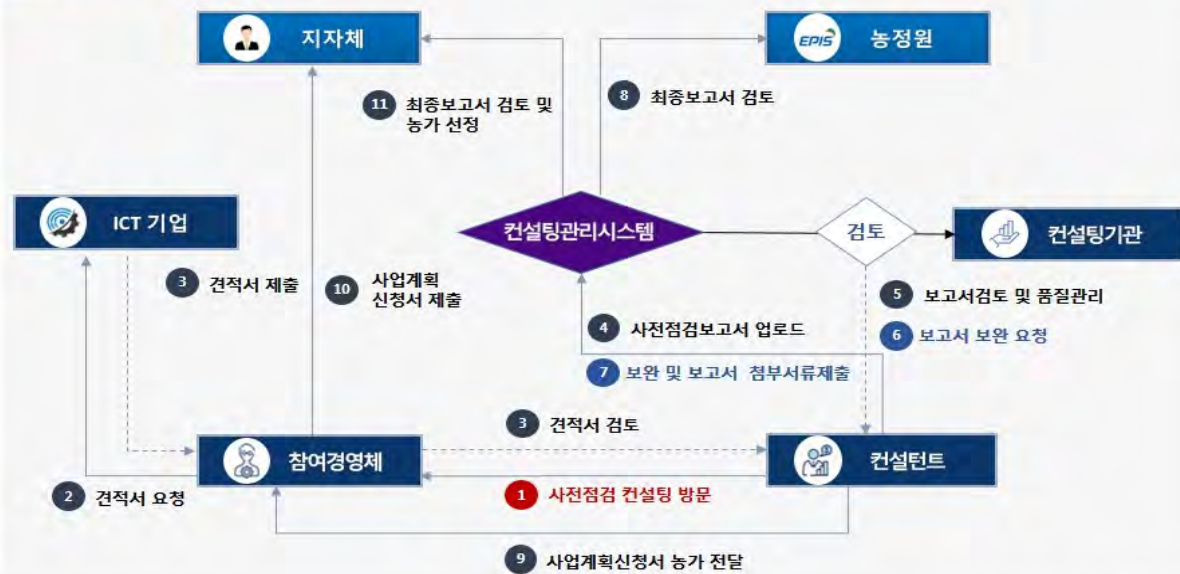 지자체
EPIS 농정원
11 최종보고서 검토 및
농가 선정
8 최종보고서 검토
ICT 기업
컨설팅관리시스템
검토
컨설팅기관
3 견적서 제출
10 사업계획
신청서 제출
5 보고서검토 및 품질관리
4 사전점검보고서 업로드
6 보고서 보완 요청
7 보완 및 보고서 첨부서류제출
3 견적서 검토
참여경영체
컨설턴트
2 견적서 요청
1 사전점검 컨설팅 방문
9 사업계획신청서 농가 전달